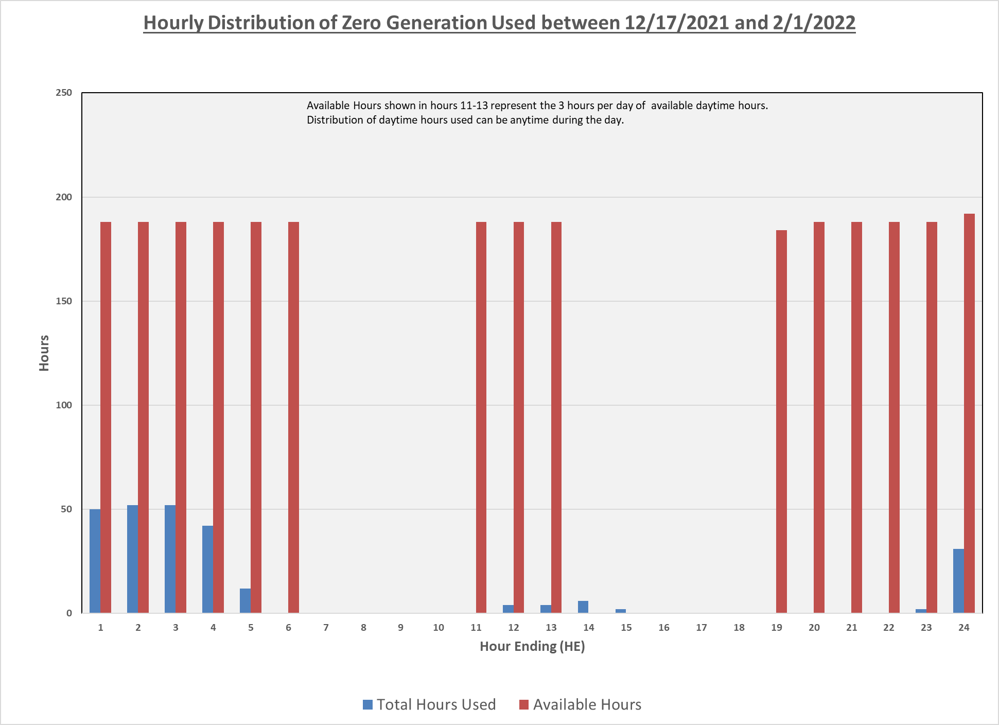 Hourly Distribution of Zero Generation Used between 12/17/2021 and 2/1/2022
Available Hours shown in hours 11-13 represent the 3 hours per day of  available daytime hours.
Distribution of daytime hours used can be anytime during the day.
250
200
150
100
50
0
Hours
1 2 3 4 5 6 7 8 9 10 11 12 13 14 15 16 17 18 19 20 21 22 23 24
Hour Ending (HE)
Total Hours Used Available Hours